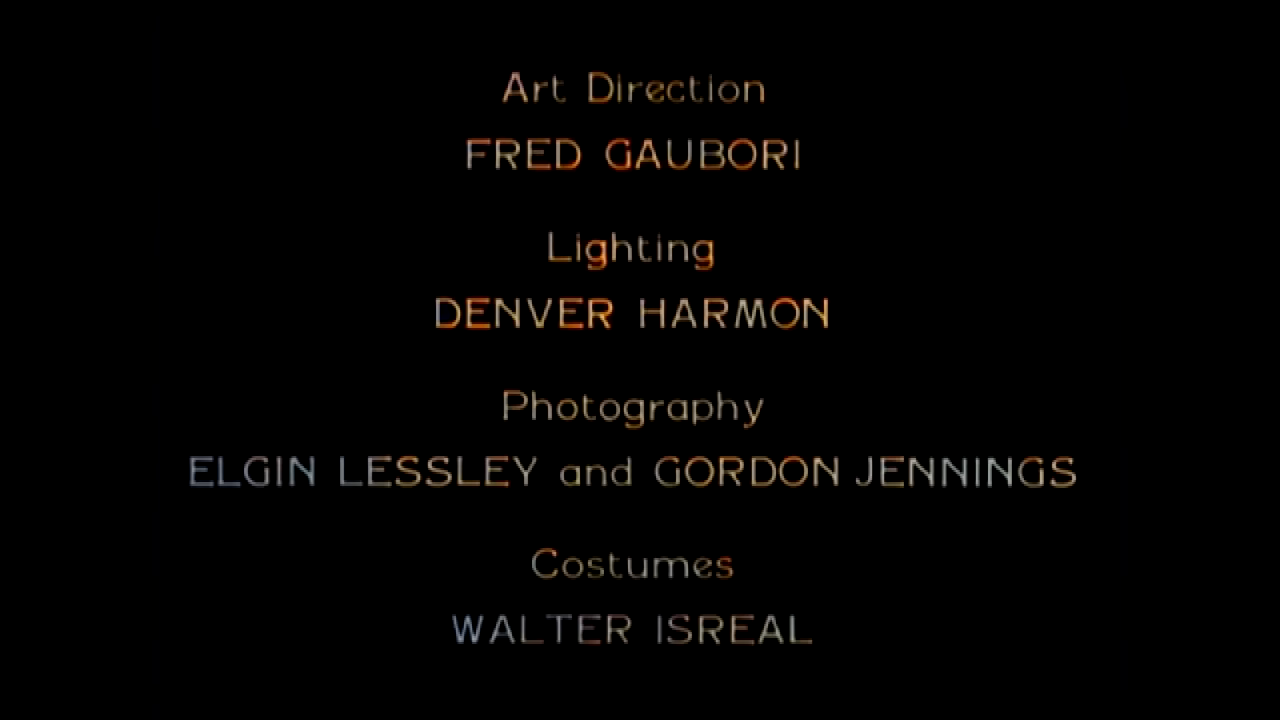 Art Direction
FRED GAUBORI
Lighting
DENVER HARMON
Photography
ELGIN LESSLEY and GORDON JENNINGS
Costumes
WALTER ISREAL